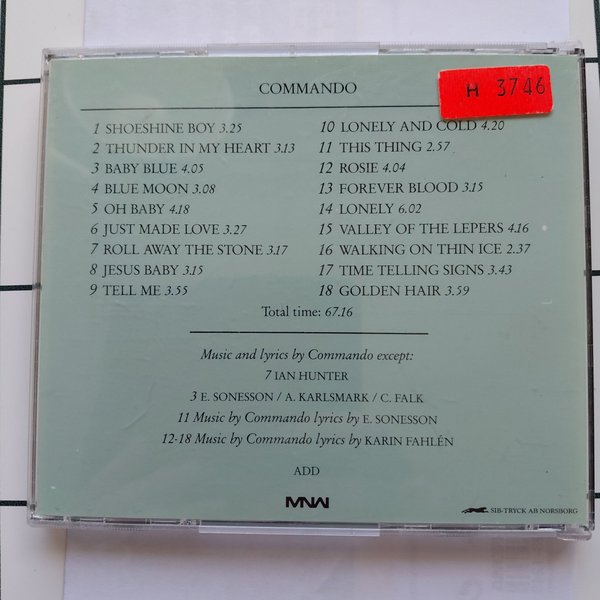 COMMANDO
H 3746
1 SHOESHINE BOY 3.25
2 THUNDER IN MY HEART 3.13
3 BABY BLUE 4.05
4 BLUE MOON 3.08
5 OH BABY 4.18
6 JUST MADE LOVE 3.27
7 ROLL AWAY THE STONE 3.17
8 JESUS BABY 3.15
9 TELL ME 3.55
10 LONELY AND COLD 4.20
11 THIS THING 2.57
12 ROSIE 4.04
13 FOREVER BLOOD 3.15
14 LONELY 6.02
15 VALLEY OF THE LEPERS 4.16
16 WALKING ON THIN ICE 2.37
17 TIME TELLING SIGNS 3.43
18 GOLDEN HAIR 3.59
Total time: 67.16
Music and lyrics by Commando except:
7 IAN HUNTER
3 E. SONESSON / A. KARLSMARK / C. FALK
11 Music by Commando lyrics by E. SONESSON
12-18 Music by Commando lyrics by KARIN FAHLÉN
ADD
MNW
SIB-TRYCK AB NORSBORG